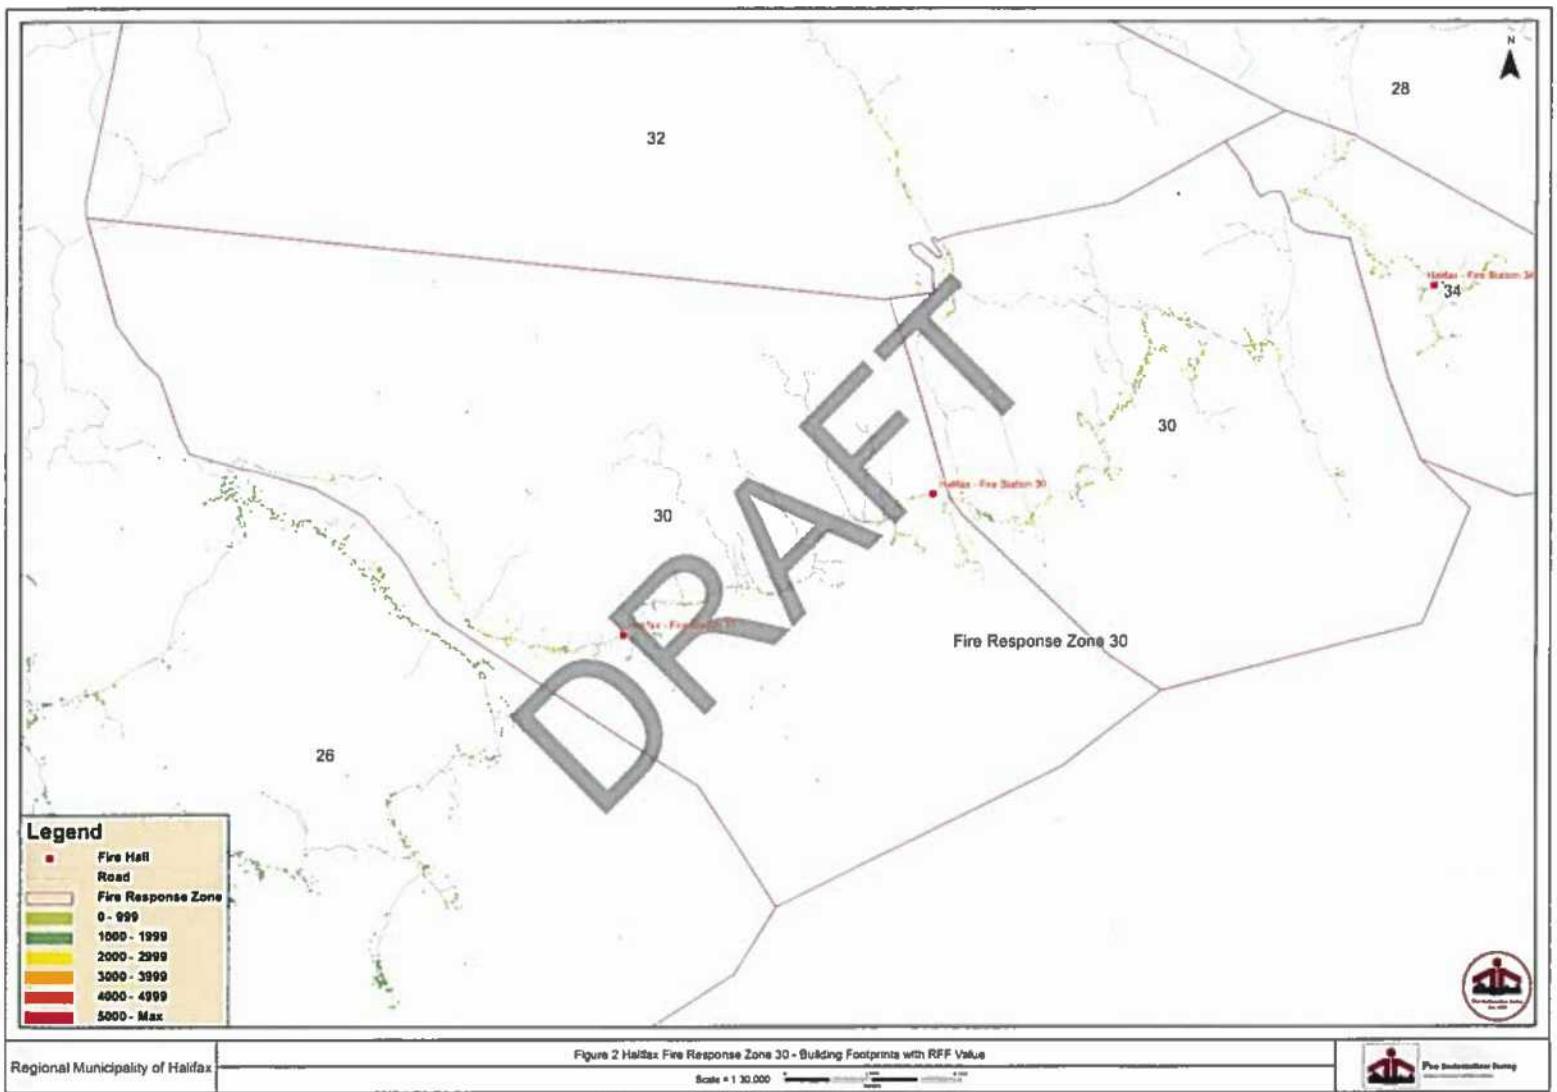 N
28
32
Halifax - Fire Station 34
34
30
Halifax - Fire Station 30
30
Fire Response Zone 30
26
DRAFT
Legend
Fire Hall
Road
Fire Response Zone
0 - 999
1000 - 1999
2000 - 2999
3000 - 3999
4000 - 4999
5000 - Max
Regional Municipality of Halifax
Figure 2 Halifax Fire Response Zone 30 - Building Footprints with RFF Value
Scale = 1 30,000
Fire Underwriters Survey